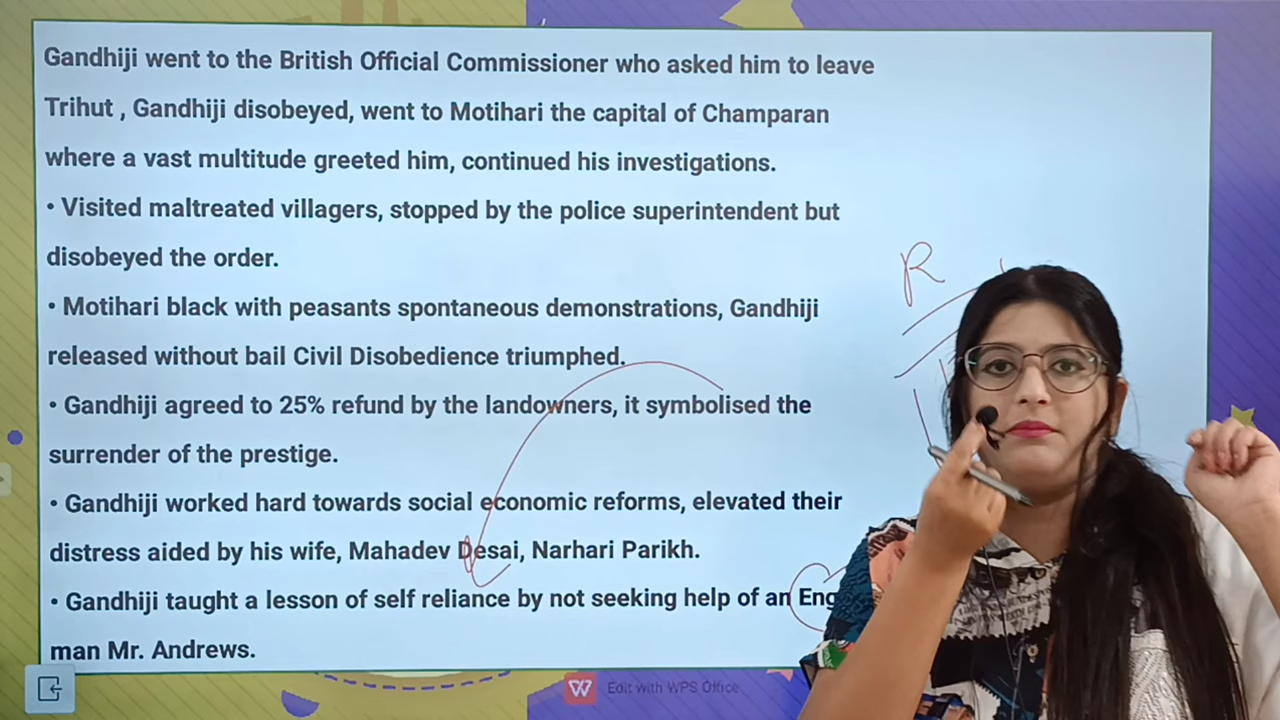 Gandhiji went to the British Official Commissioner who asked him to leave
Trihut , Gandhiji disobeyed, went to Motihari the capital of Champaran
where a vast multitude greeted him, continued his investigations.
• Visited maltreated villagers, stopped by the police superintendent but
disobeyed the order.
• Motihari black with peasants spontaneous demonstrations, Gandhiji
released without bail Civil Disobedience triumphed.
• Gandhiji agreed to 25% refund by the landowners, it symbolised the
surrender of the prestige.
• Gandhiji worked hard towards social economic reforms, elevated their
distress aided by his wife, Mahadev Desai, Narhari Parikh.
• Gandhiji taught a lesson of self reliance by not seeking help of an Eng
man Mr. Andrews.
R
Edit with WPS Office